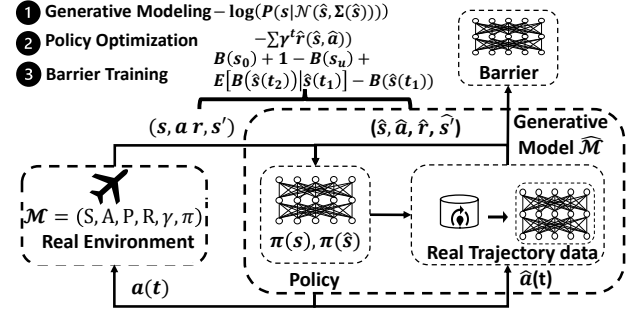 1 Generative Modeling – log(P(s|𝒩(ŝ, Σ(ŝ))))
2 Policy Optimization −∑γᵗr̂(ŝ, â))
3 Barrier Training B(s₀) + 1 − B(sᵤ) +
E[B(ŝ(t₂))|ŝ(t₁)] − B(ŝ(t₁))
Barrier
(s, a r, s′)
(ŝ, â, r̂, ŝ′)
Generative
Model ℳ̂
ℳ = (S, A, P, R, γ, π)
Real Environment
π(s), π(ŝ)
Real Trajectory data
Policy
a(t)
â(t)